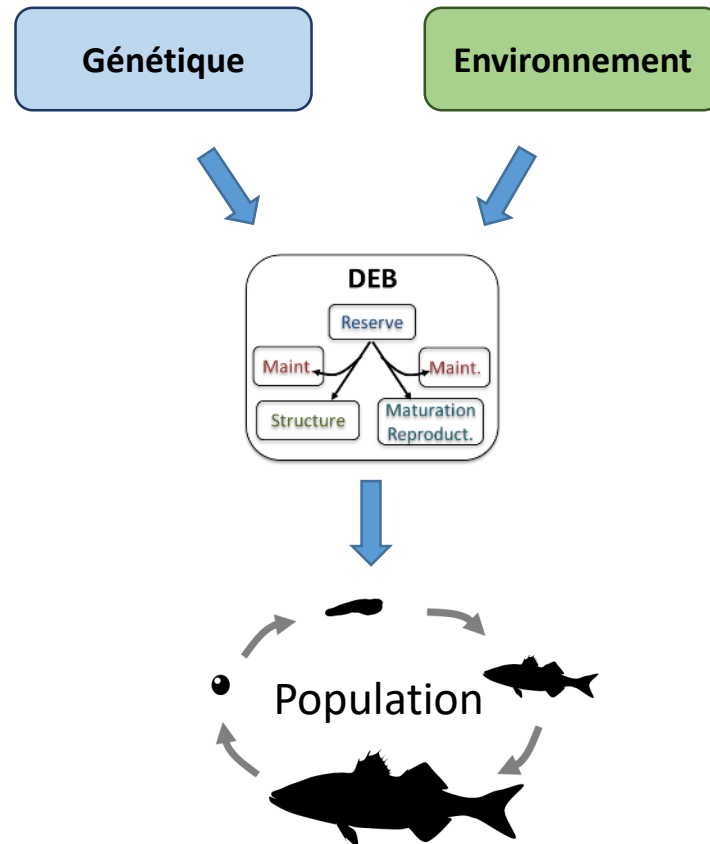 Génétique
Environnement
DEB
Reserve
Maint.
Maint.
Structure
Maturation
Reproduct.
Population